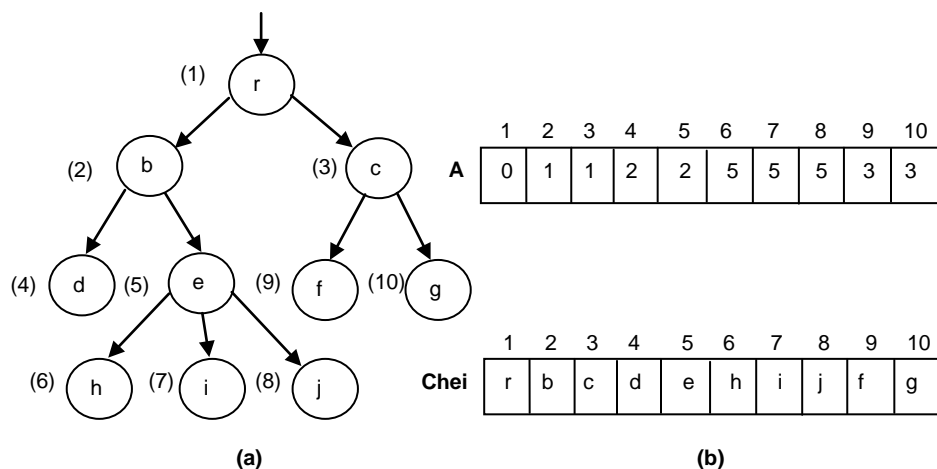 (1) r
(2) b (3) c
(4) d (5) e (9) f (10) g
(6) h (7) i (8) j
(a)
1 2 3 4 5 6 7 8 9 10
A 0 1 1 2 2 5 5 5 3 3
1 2 3 4 5 6 7 8 9 10
Chei r b c d e h i j f g
(b)